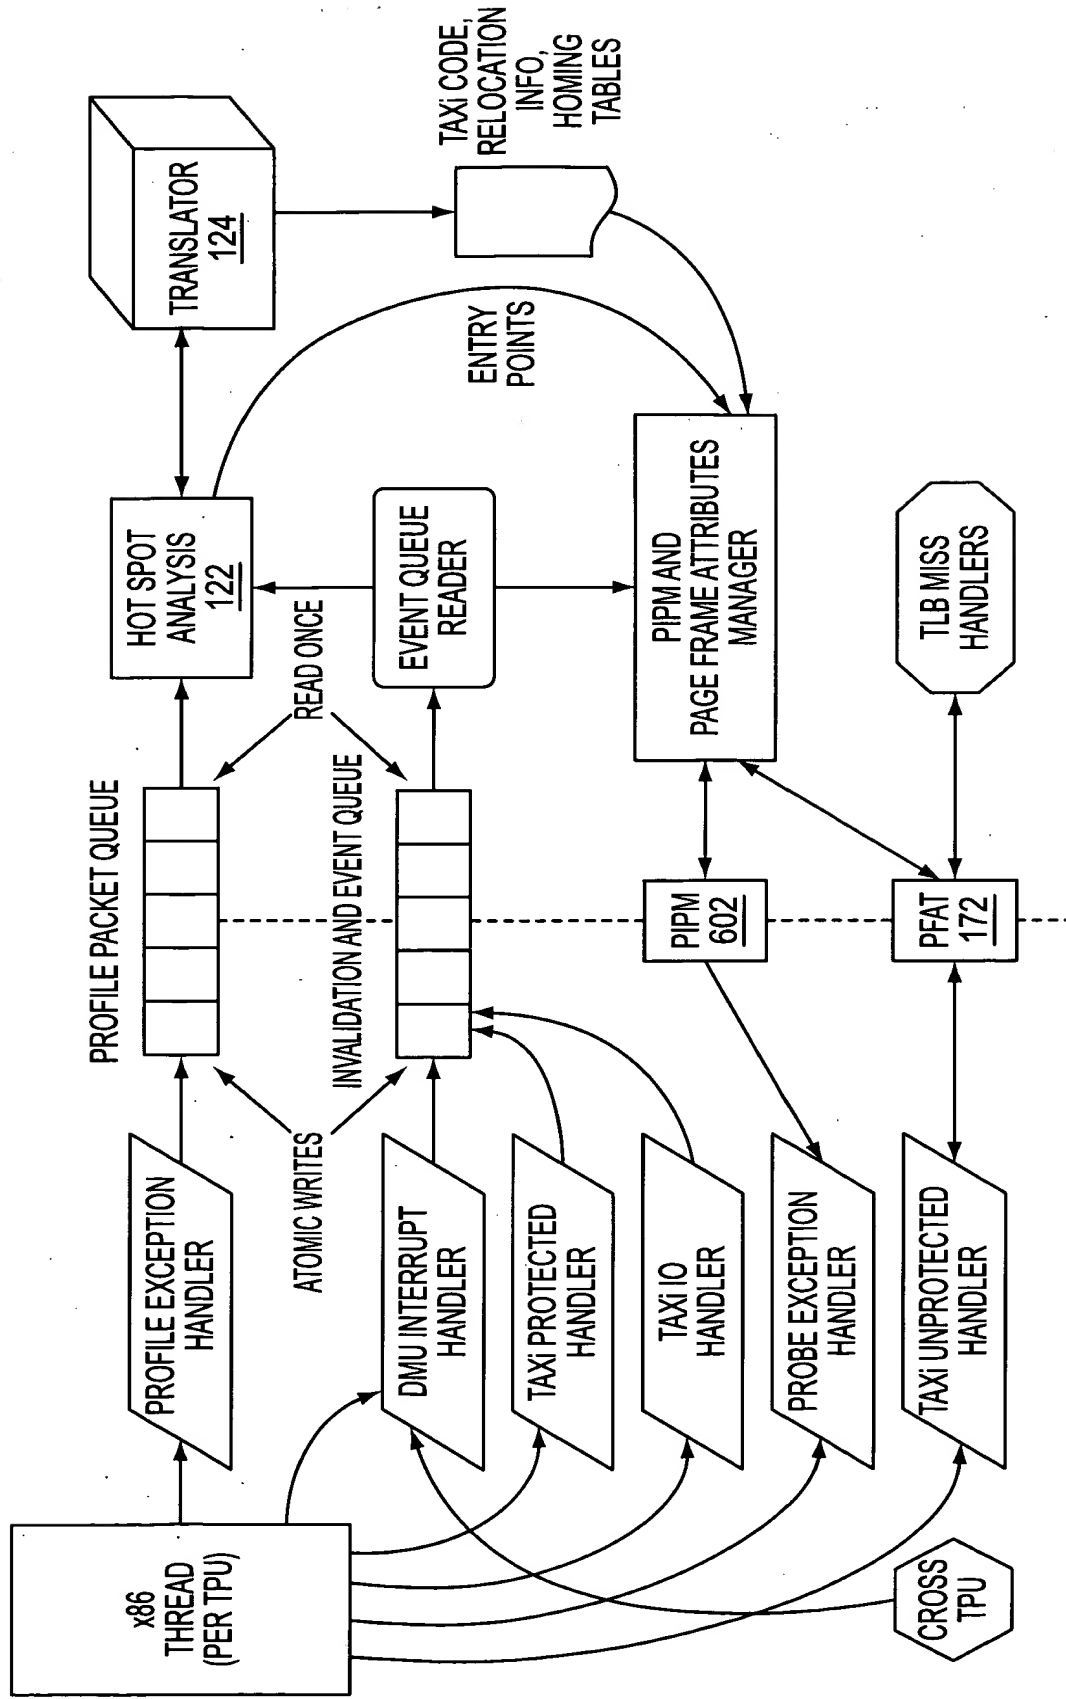 x86
THREAD
(PER TPU)
PROFILE EXCEPTION
HANDLER
PROFILE PACKET QUEUE
HOT SPOT
ANALYSIS
122
TRANSLATOR
124
ATOMIC WRITES
READ ONCE
DMU INTERRUPT
HANDLER
INVALIDATION AND EVENT QUEUE
EVENT QUEUE
READER
ENTRY
POINTS
TAXi CODE,
RELOCATION
INFO,
HOMING
TABLES
TAXi PROTECTED
HANDLER
TAXi IO
HANDLER
PIPM
602
PIPM AND
PAGE FRAME ATTRIBUTES
MANAGER
PROBE EXCEPTION
HANDLER
CROSS
TPU
TAXi UNPROTECTED
HANDLER
PFAT
172
TLB MISS
HANDLERS